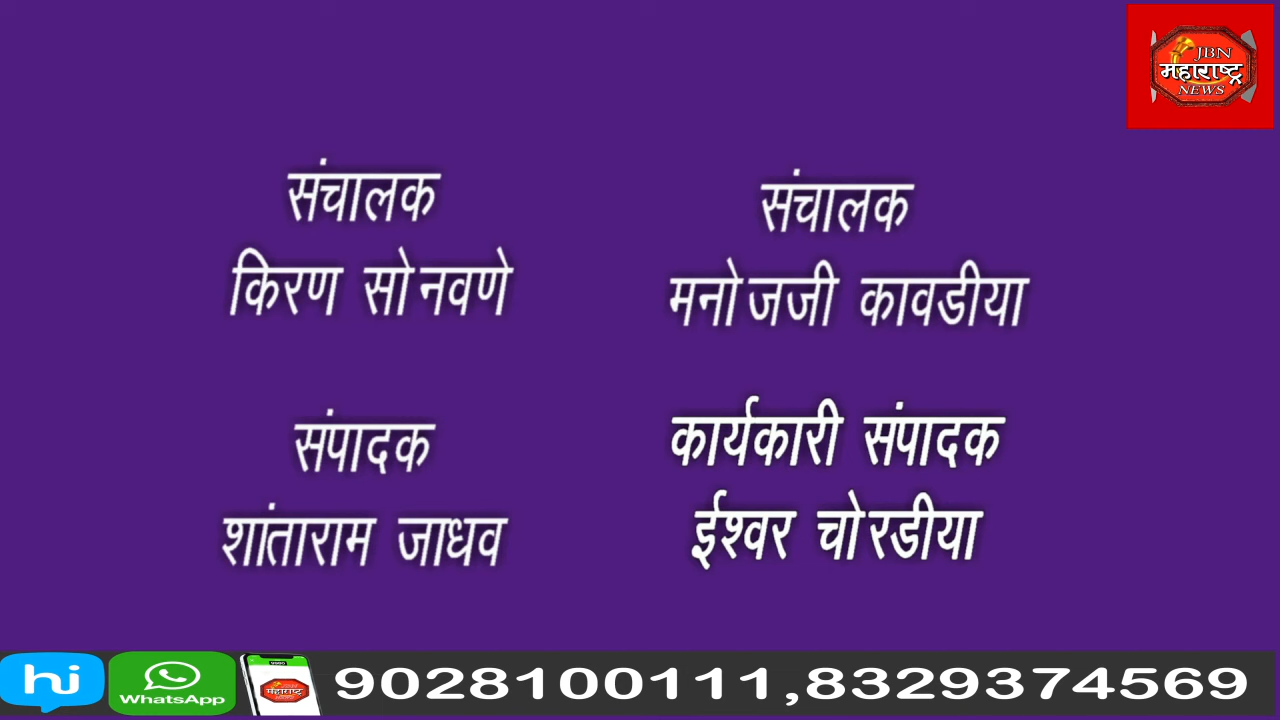 JBN
महाराष्ट्र
NEWS
संचालक
किरण सोनवणे
संचालक
मनोजजी कावडीया
संपादक
शांताराम जाधव
कार्यकारी संपादक
ईश्वर चोरडीया
hi
WhatsApp
महाराष्ट्र
9028100111,8329374569